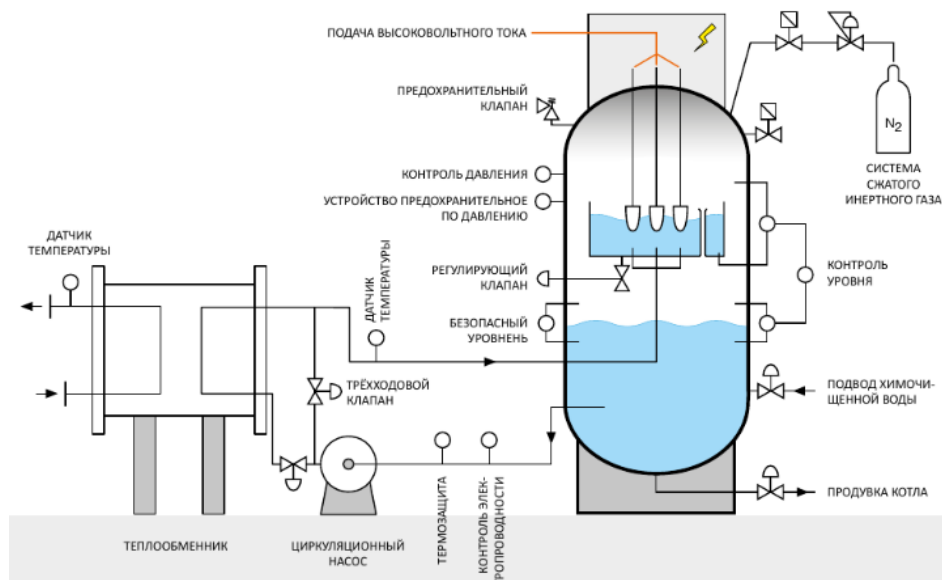 ПОДАЧА ВЫСОКОВОЛЬТНОГО ТОКА
ПРЕДОХРАНИТЕЛЬНЫЙ
КЛАПАН
N2
СИСТЕМА
СЖАТОГО
ИНЕРТНОГО ГАЗА
КОНТРОЛЬ ДАВЛЕНИЯ
УСТРОЙСТВО ПРЕДОХРАНИТЕЛЬНОЕ
ПО ДАВЛЕНИЮ
ДАТЧИК
ТЕМПЕРАТУРЫ
ДАТЧИК
ТЕМПЕРАТУРЫ
РЕГУЛИРУЮЩИЙ
КЛАПАН
КОНТРОЛЬ
УРОВНЯ
БЕЗОПАСНЫЙ
УРОВНЕНЬ
ТРЁХХОДОВОЙ
КЛАПАН
ПОДВОД ХИМОЧИ-
ЩЕННОЙ ВОДЫ
ПРОДУВКА КОТЛА
ТЕПЛООБМЕННИК
ЦИРКУЛЯЦИОННЫЙ
НАСОС
ТЕРМОЗАЩИТА
КОНТРОЛЬ ЭЛЕК-
РОПРОВОДНОСТИ